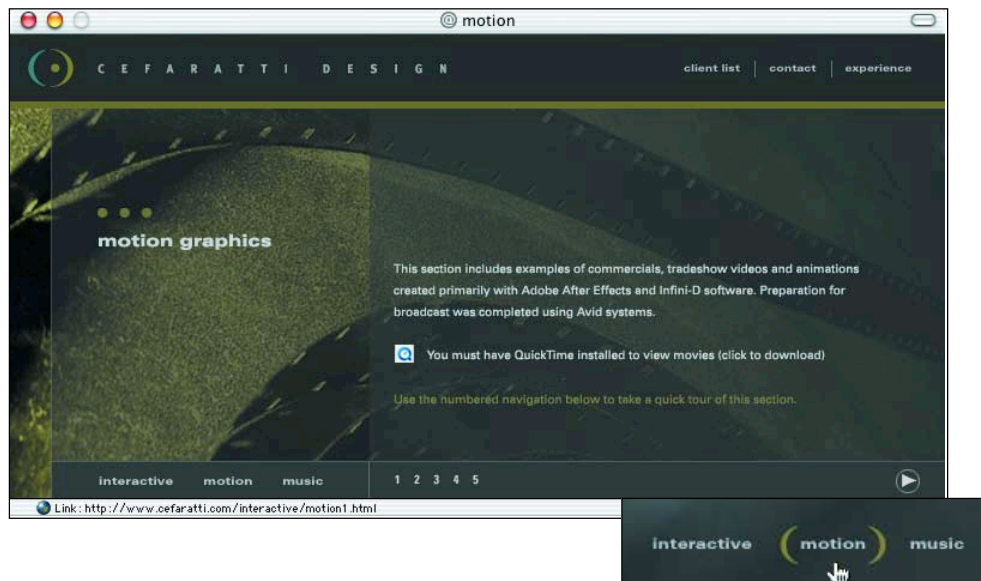 @ motion
CEFARATTI DESIGN
client list | contact | experience
motion graphics
This section includes examples of commercials, tradeshow videos and animations
created primarily with Adobe After Effects and Infini-D software. Preparation for
broadcast was completed using Avid systems.
You must have QuickTime installed to view movies (click to download)
Use the numbered navigation below to take a quick tour of this section.
interactive motion music
1 2 3 4 5
Link: http://www.cefaratti.com/interactive/motion1.html
interactive (motion) music